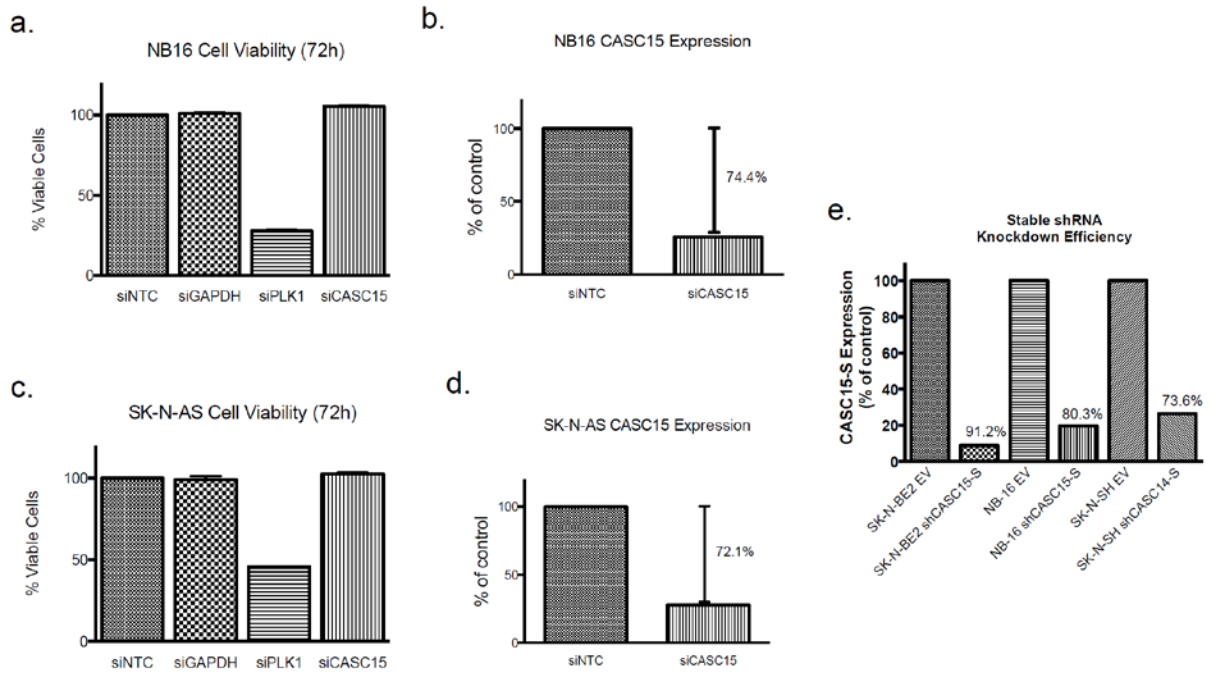 a.
NB16 Cell Viability (72h)
% Viable Cells
100
50
0
siNTC siGAPDH siPLK1 siCASC15
b.
NB16 CASC15 Expression
% of control
100
50
0
74.4%
siNTC siCASC15
c.
SK-N-AS Cell Viability (72h)
% Viable Cells
100
50
0
siNTC siGAPDH siPLK1 siCASC15
d.
SK-N-AS CASC15 Expression
% of control
100
50
0
72.1%
siNTC siCASC15
e.
Stable shRNA
Knockdown Efficiency
CASC15-S Expression
(% of control)
100
80
60
40
20
0
91.2%
80.3%
73.6%
SK-N-BE2 EV
SK-N-BE2 shCASC15-S
NB-16 EV
NB-16 shCASC15-S
SK-N-SH EV
SK-N-SH shCASC14-S